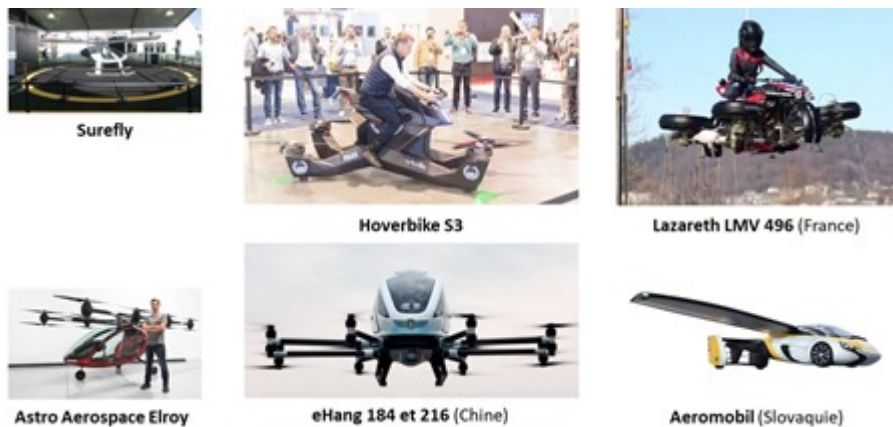 Surefly
Hoverbike S3
Lazareth LMV 496 (France)
Astro Aerospace Elroy
eHang 184 et 216 (Chine)
Aeromobil (Slovaquie)